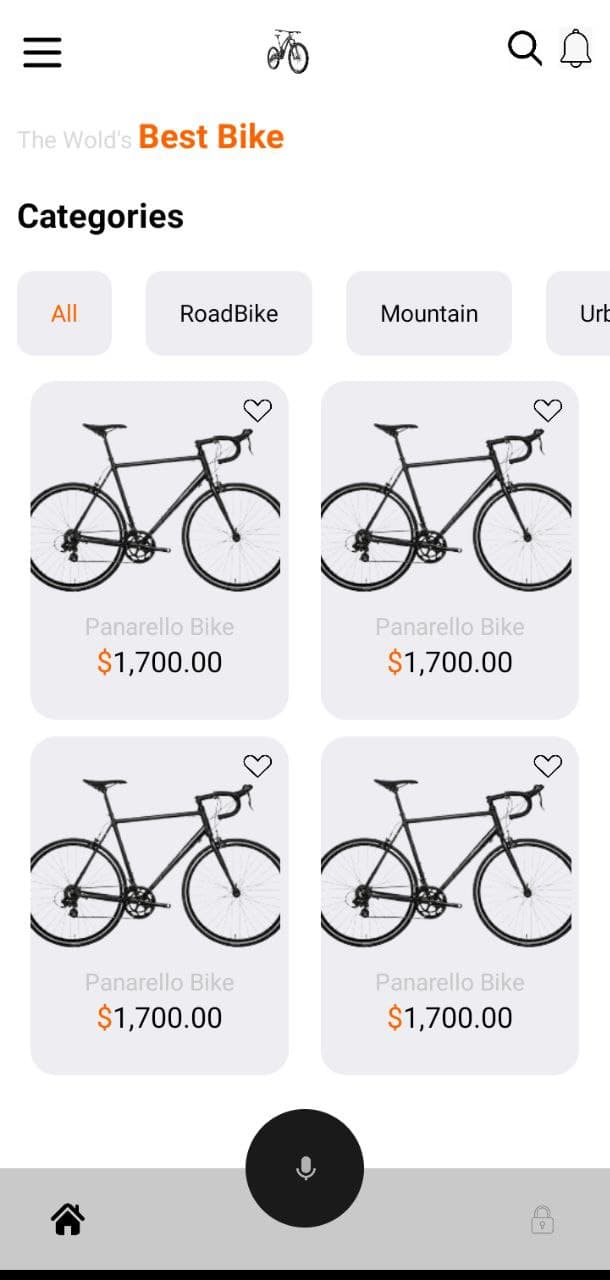 The Wold's Best Bike
Categories
All RoadBike Mountain Urb
Panarello Bike Panarello Bike
$1,700.00 $1,700.00
Panarello Bike Panarello Bike
$1,700.00 $1,700.00